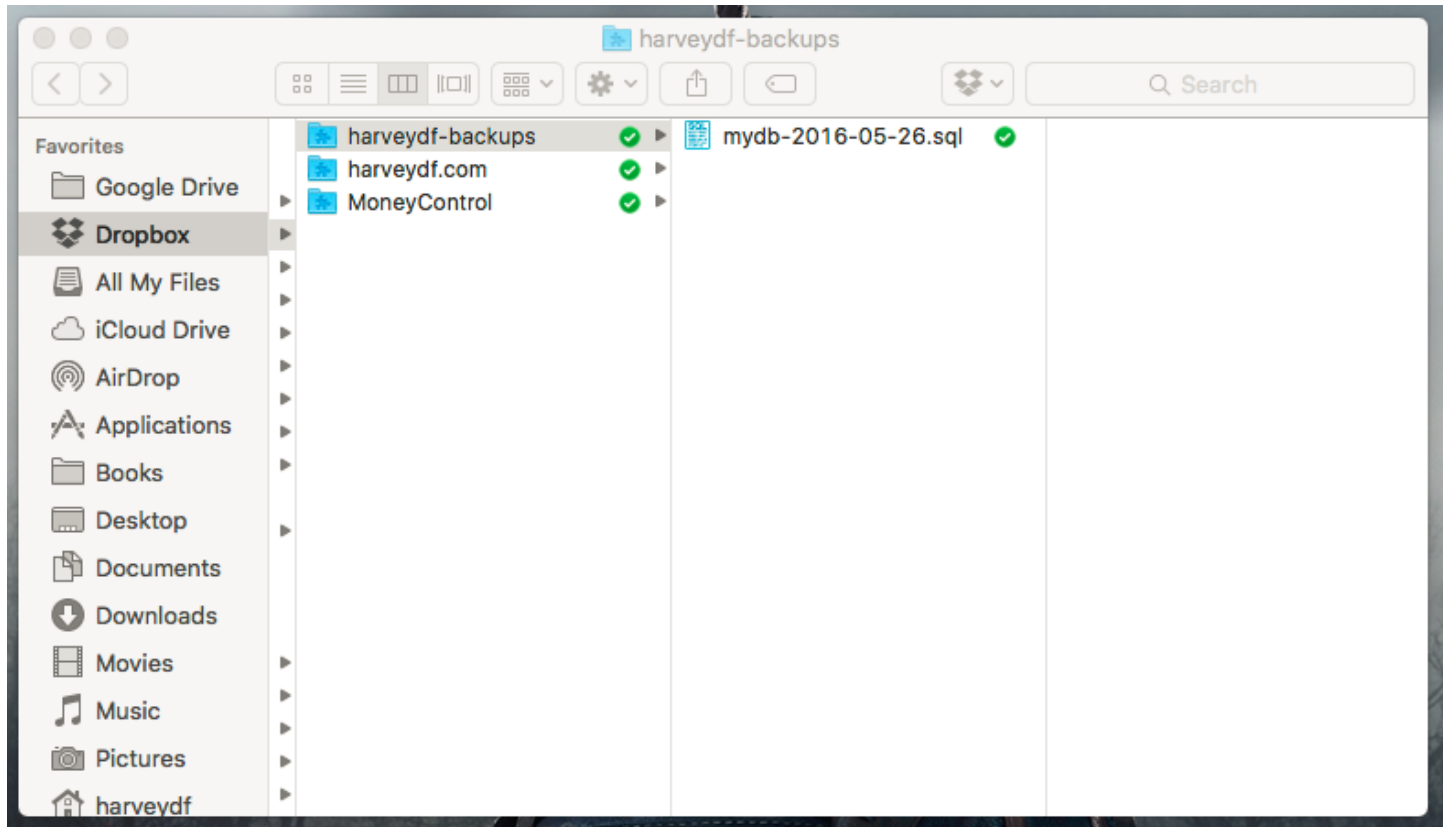 harveydf-backups
Search
Favorites
Google Drive
Dropbox
All My Files
iCloud Drive
AirDrop
Applications
Books
Desktop
Documents
Downloads
Movies
Music
Pictures
harveydf
harveydf-backups
harveydf.com
MoneyControl
mydb-2016-05-26.sql